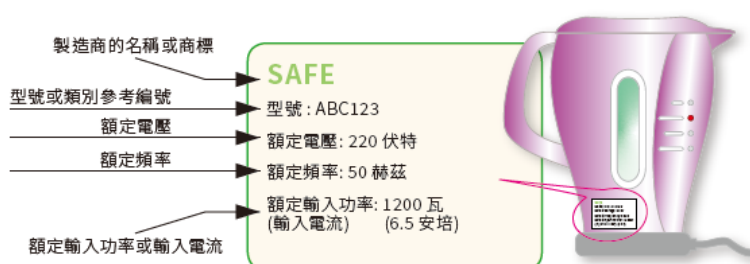 製造商的名稱或商標
SAFE
型號或類別參考編號
型號 : ABC123
額定電壓
額定電壓: 220 伏特
額定頻率
額定頻率: 50 赫茲
額定輸入功率: 1200 瓦
(輸入電流) (6.5 安培)
額定輸入功率或輸入電流